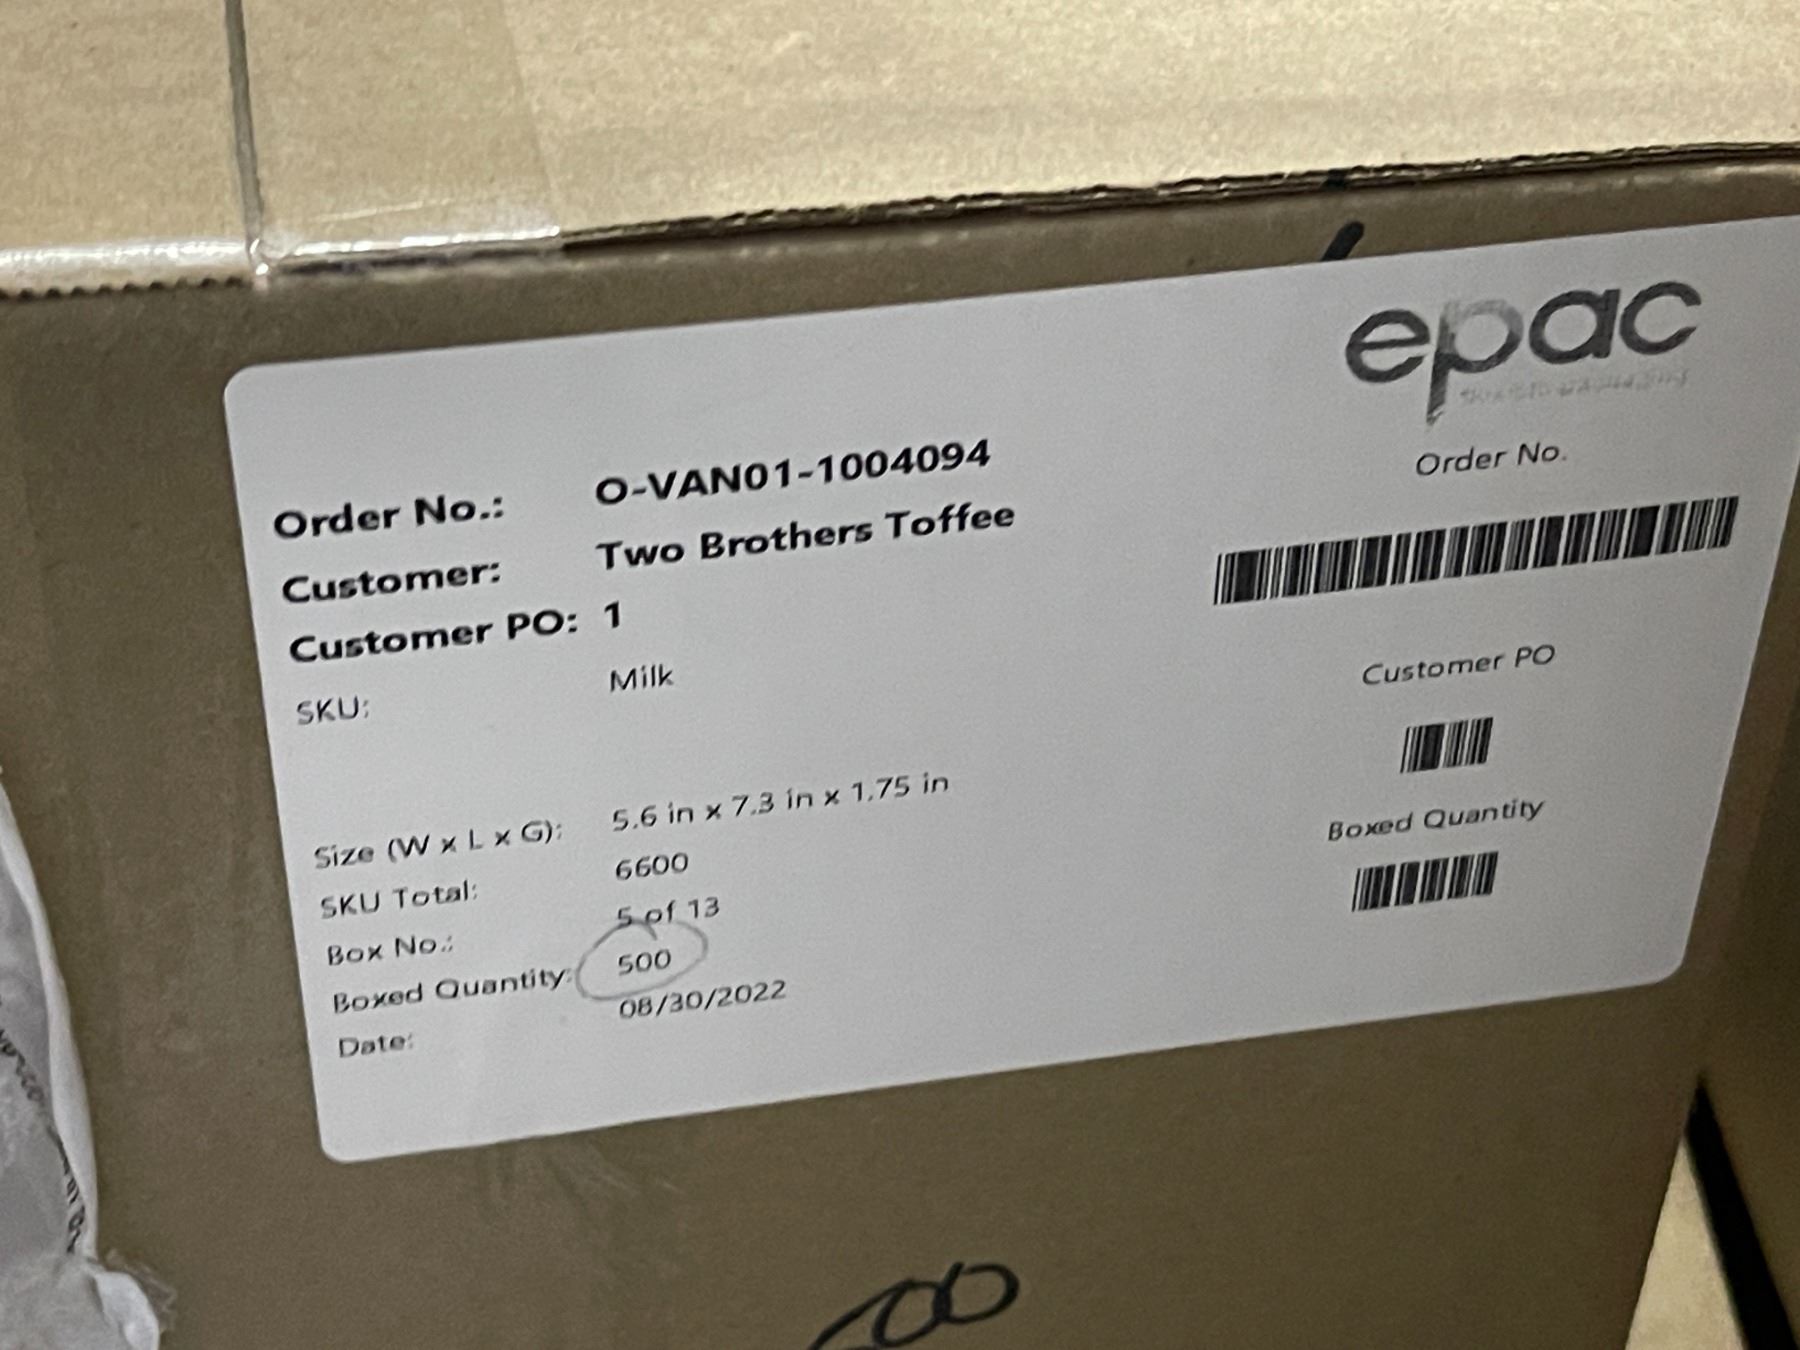 epac
Order No.: O-VAN01-1004094
Customer: Two Brothers Toffee
Customer PO: 1
SKU: Milk
Size (W x L x G): 5.6 in x 7.3 in x 1.75 in
SKU Total: 6600
Box No.: 5 of 13
Boxed Quantity: 500
Date: 08/30/2022
Order No.
Customer PO
Boxed Quantity